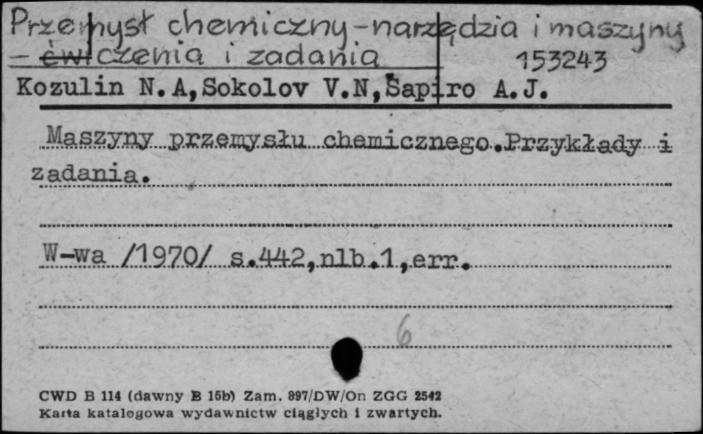 Przemysł chemiczny - narzędzia i maszyny
- ćwiczenia i zadania 153243
Kozulin N.A,Sokolov V.N,Šapiro A.J.
Maszyny przemysłu chemicznego.Przykłady i
zadania.
W-wa /1970/ s.442,nlb.1,err.
6
CWD B 114 (dawny B 15b) Zam. 897/DW/On ZGG 2542
Karta katalogowa wydawnictw ciągłych i zwartych.